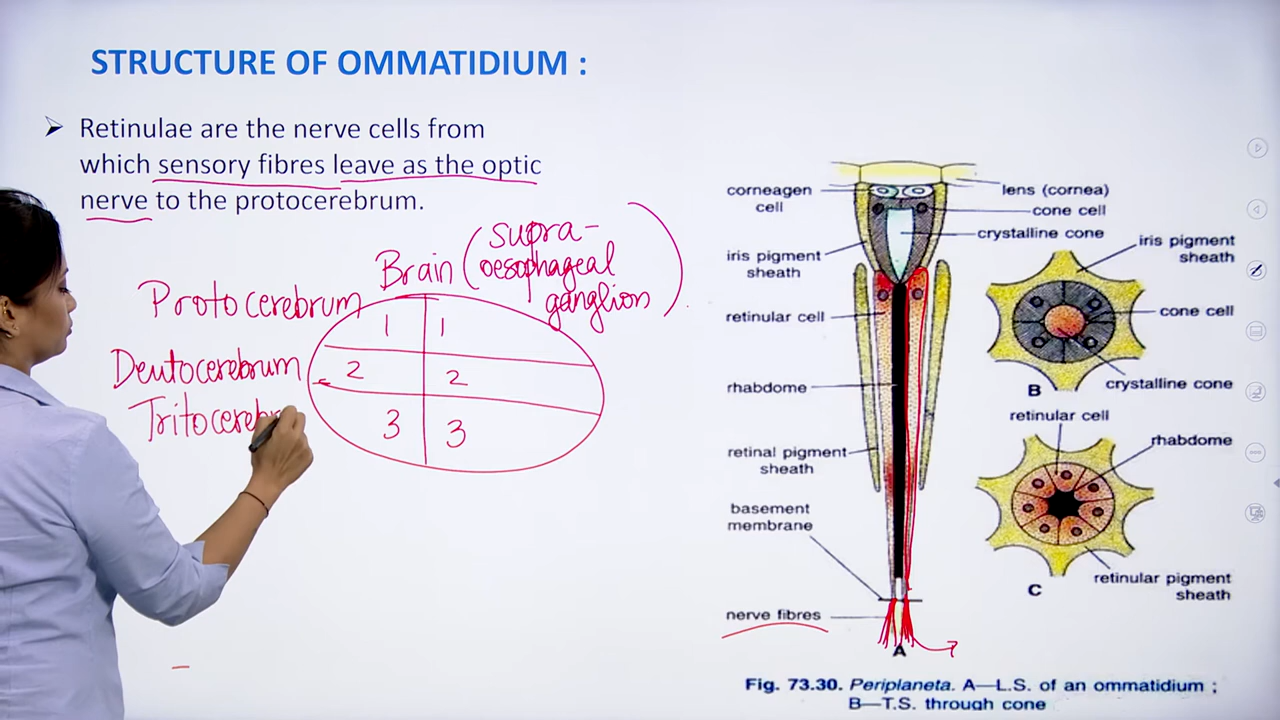 STRUCTURE OF OMMATIDIUM :
➢ Retinulae are the nerve cells from
which sensory fibres leave as the optic
nerve to the protocerebrum.
Brain (supra-
oesophageal
ganglion)
Protocerebrum
Deutocerebrum
Tritocerebr
1 1
2 2
3 3
corneagen
cell
iris pigment
sheath
retinular cell
rhabdome
retinal pigment
sheath
basement
membrane
nerve fibres
lens (cornea)
cone cell
crystalline cone
A
iris pigment
sheath
cone cell
crystalline cone
B
retinular cell
rhabdome
retinular pigment
sheath
C
Fig. 73.30. Periplaneta. A—L.S. of an ommatidium ;
B—T.S. through cone